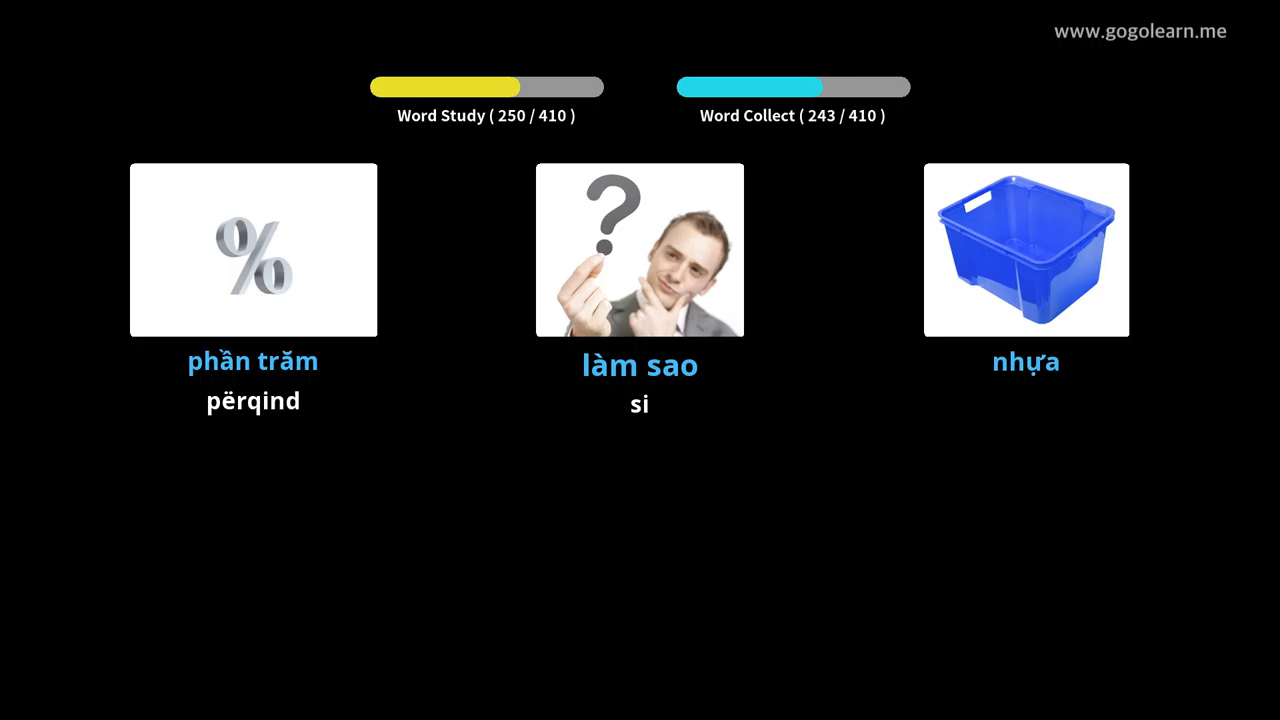 www.gogolearn.me
Word Study ( 250 / 410 )
Word Collect ( 243 / 410 )
phần trăm
përqind
làm sao
si
nhựa